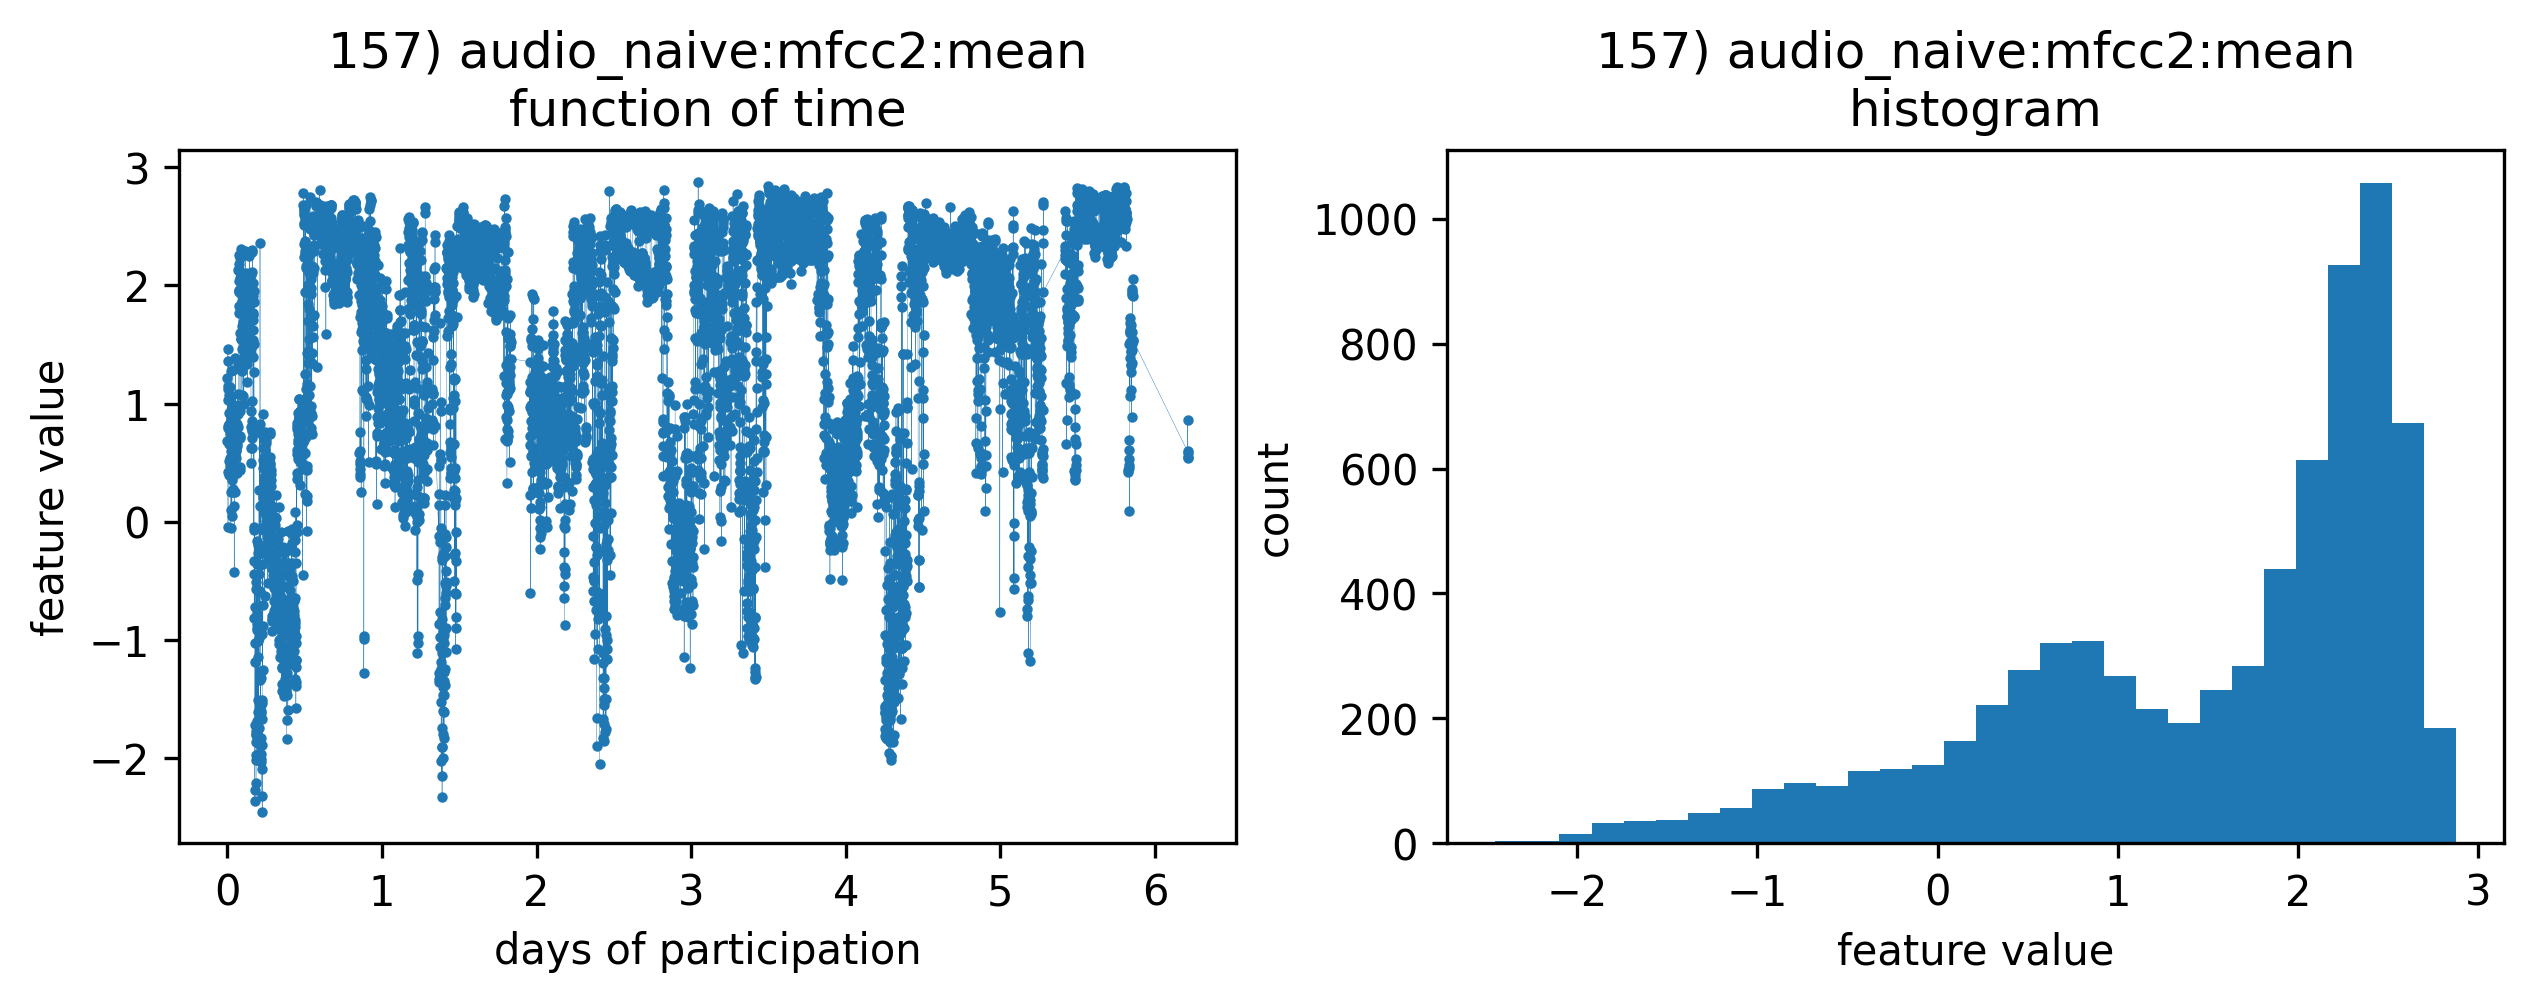 157) audio_naive:mfcc2:mean
function of time
3
2
1
0
−1
−2
feature value
0 1 2 3 4 5 6
days of participation
157) audio_naive:mfcc2:mean
histogram
1000
800
600
400
200
0
count
−2 −1 0 1 2 3
feature value